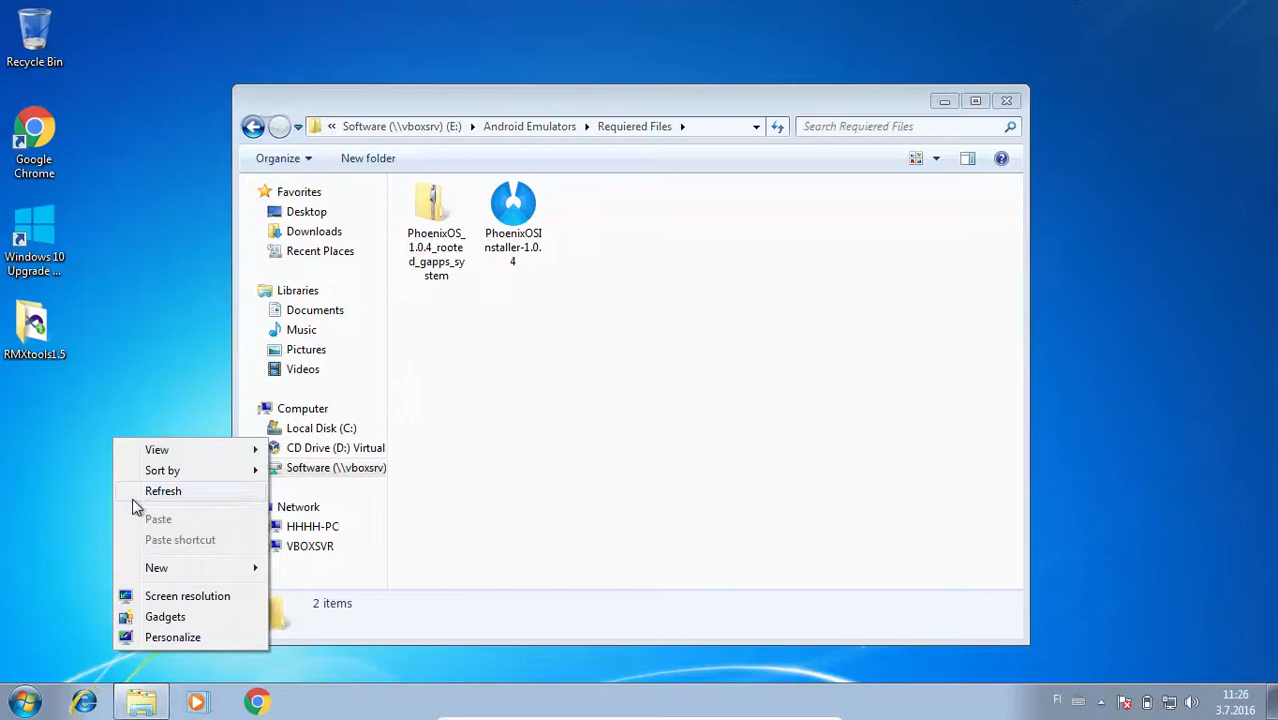 Recycle Bin
Google
Chrome
Windows 10
Upgrade ...
RMXtools1.5
« Software (\\vboxsrv) (E:) Android Emulators Requiered Files
Search Requiered Files
Organize
New folder
Favorites
Desktop
Downloads
Recent Places
Libraries
Documents
Music
Pictures
Videos
Computer
Local Disk (C:)
CD Drive (D:) Virtual
Software (\\vboxsrv)
Network
HHHH-PC
VBOXSVR
PhoenixOS_
1.0.4_roote
d_gapps_sy
stem
PhoenixOSI
nstaller-1.0.
4
2 items
View
Sort by
Refresh
Paste
Paste shortcut
New
Screen resolution
Gadgets
Personalize
FI
11:26
3.7.2016